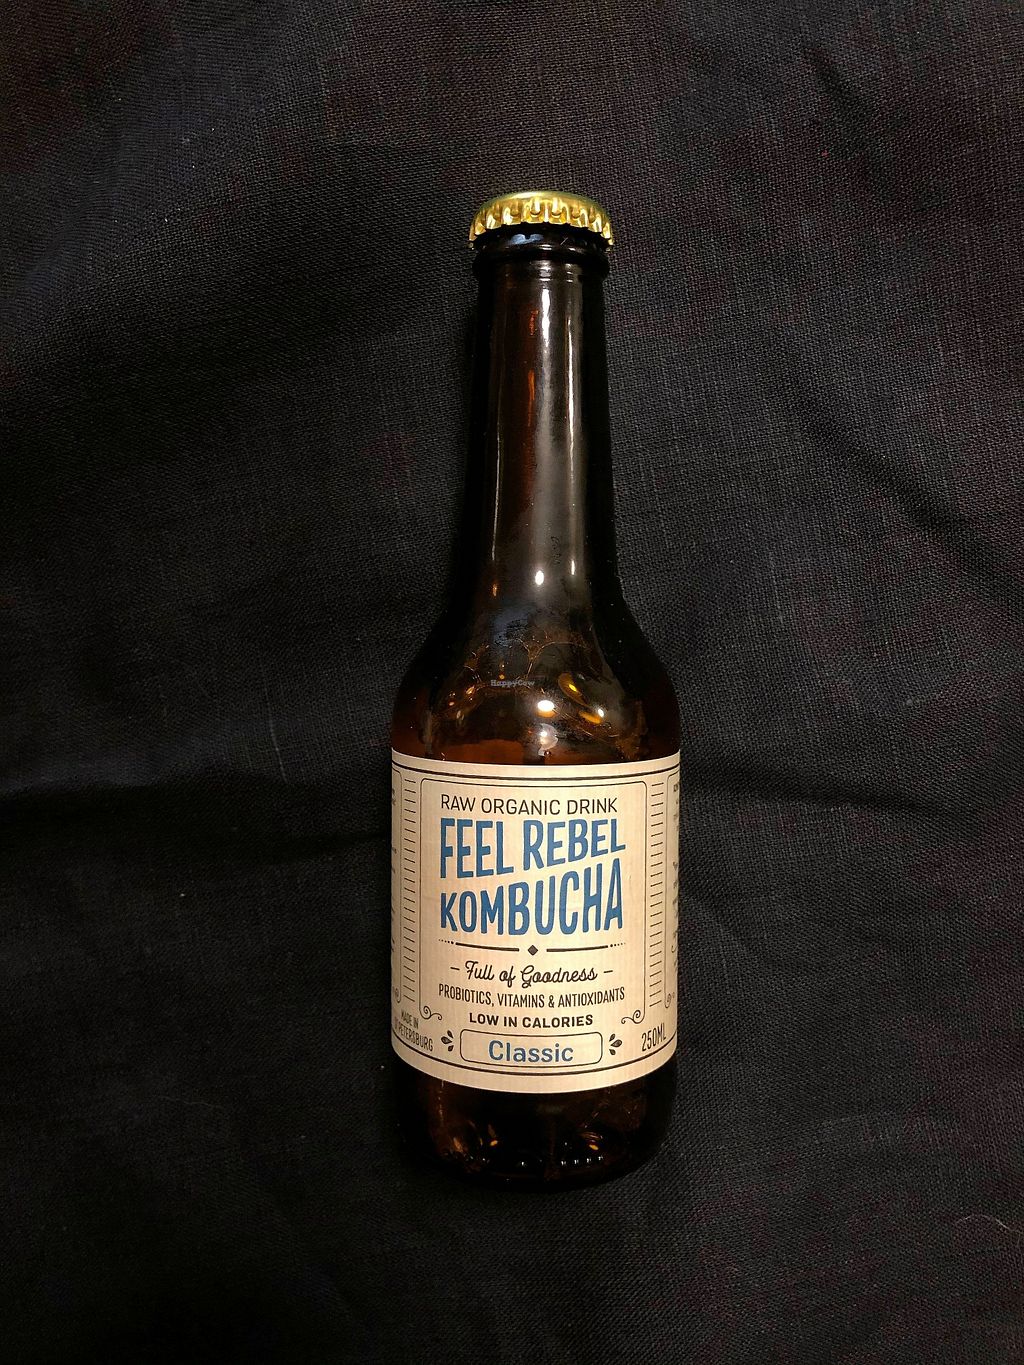 HappyCow
RAW ORGANIC DRINK
FEEL REBEL
KOMBUCHA
Full of Goodness
PROBIOTICS, VITAMINS & ANTIOXIDANTS
LOW IN CALORIES
MADE IN
PETERSBURG
Classic
250ML